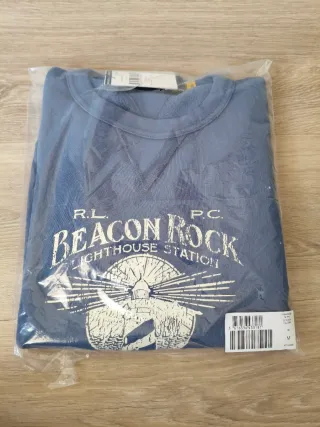 R.L. P.C.
BEACON ROCK
LIGHTHOUSE STATION
M